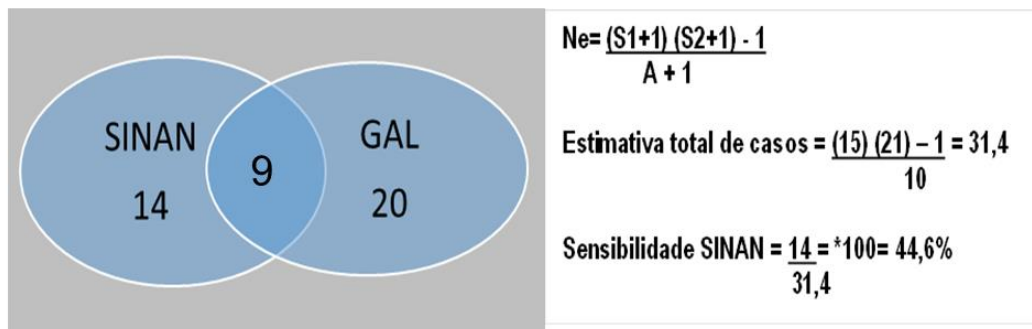 SINAN
14
9
GAL
20
Ne= (S1+1) (S2+1) - 1
A + 1
Estimativa total de casos = (15) (21) – 1 = 31,4
10
Sensibilidade SINAN = 14 = *100= 44,6%
31,4